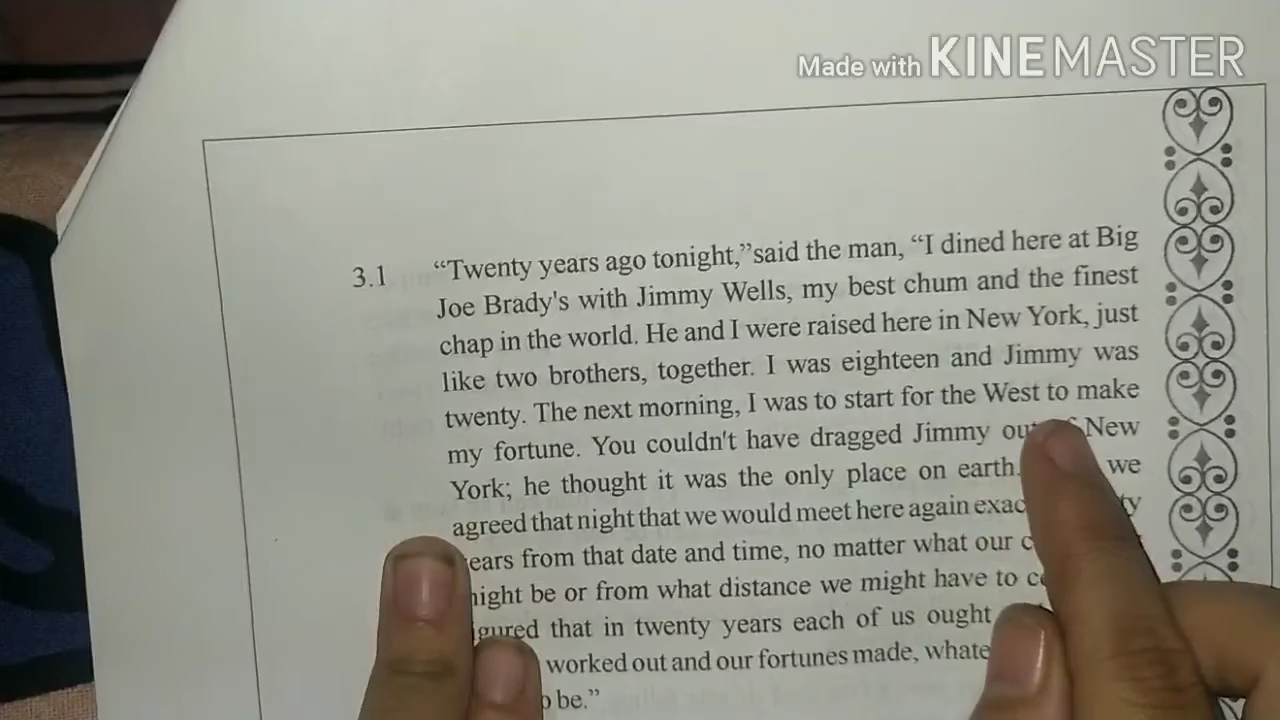 Made with KINEMASTER
3.1 “Twenty years ago tonight,”said the man, “I dined here at Big
Joe Brady's with Jimmy Wells, my best chum and the finest
chap in the world. He and I were raised here in New York, just
like two brothers, together. I was eighteen and Jimmy was
twenty. The next morning, I was to start for the West to make
my fortune. You couldn't have dragged Jimmy out of New
York; he thought it was the only place on earth. we
agreed that night that we would meet here again
from that date and time, no matter what our
be or from what distance we might have to
that in twenty years each of us ought
worked out and our fortunes made,
be.”